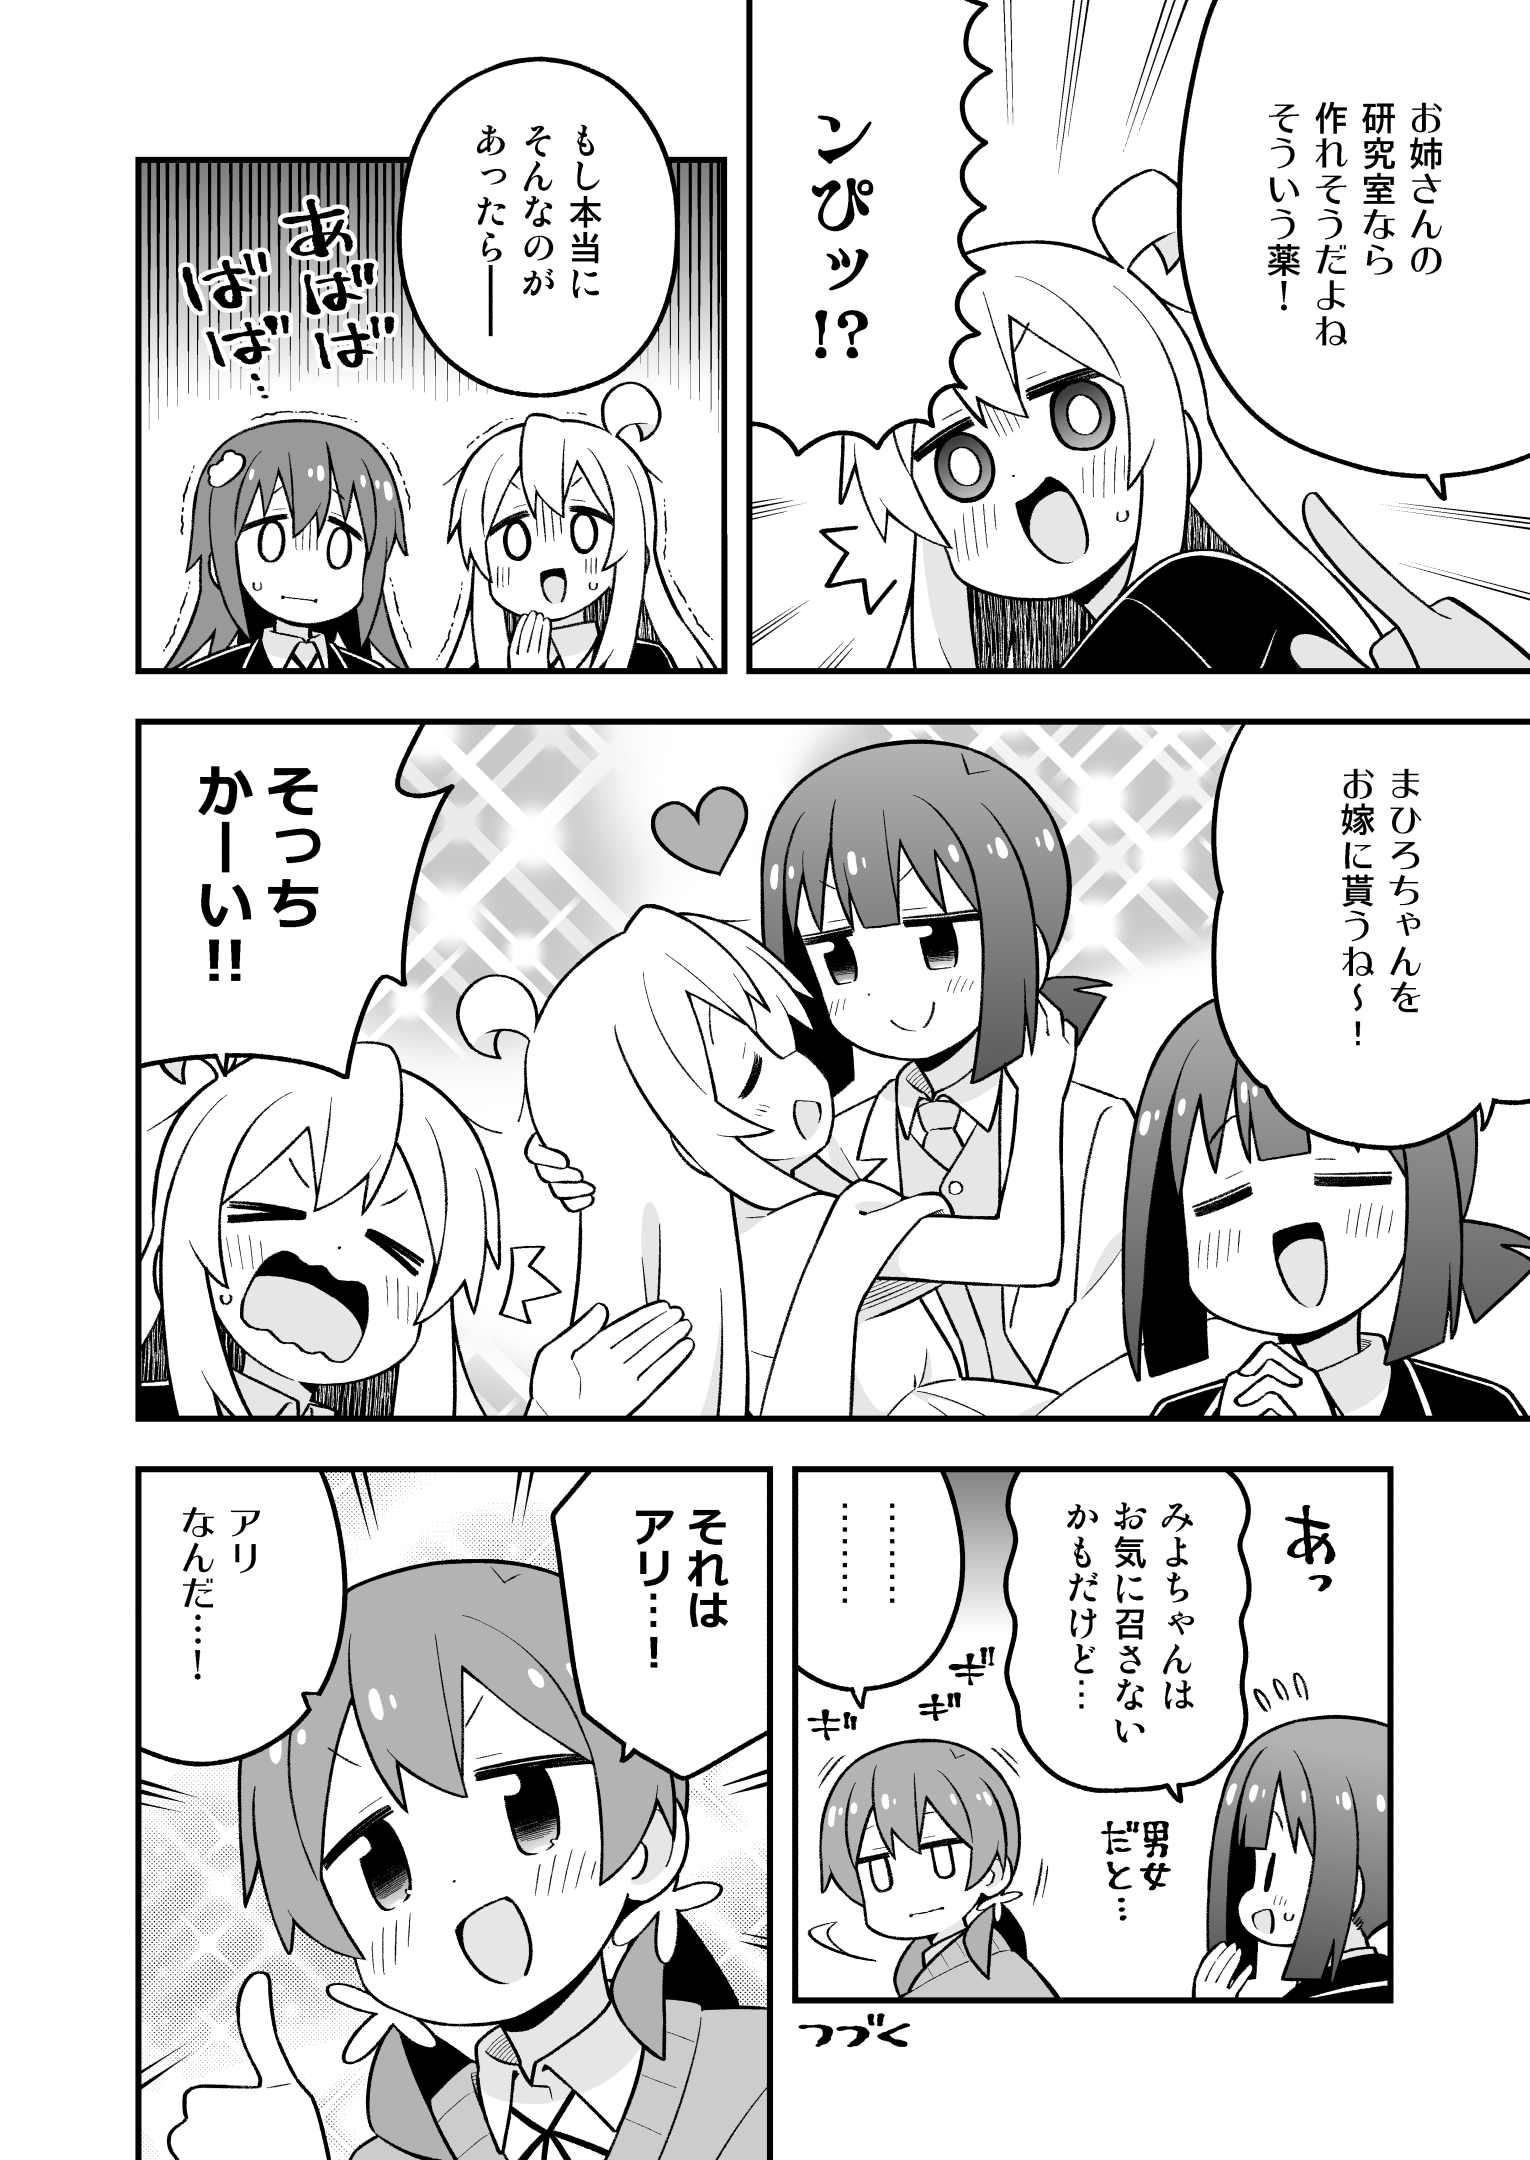 お姉さんの
研究室なら
作れそうだよね
そういう薬！
ンぴッ!?
もし本当に
そんなのが
あったら――
あばば
ばば…
まひろちゃんを
お嫁に貰うね～！
そっち
かーい!!
あっ
みよちゃんは
お気に召さない
かもだけど…
男女
だと…
………
………
ギ
ギ
ギ
それは
アリ…！
アリ
なんだ…！
つづく